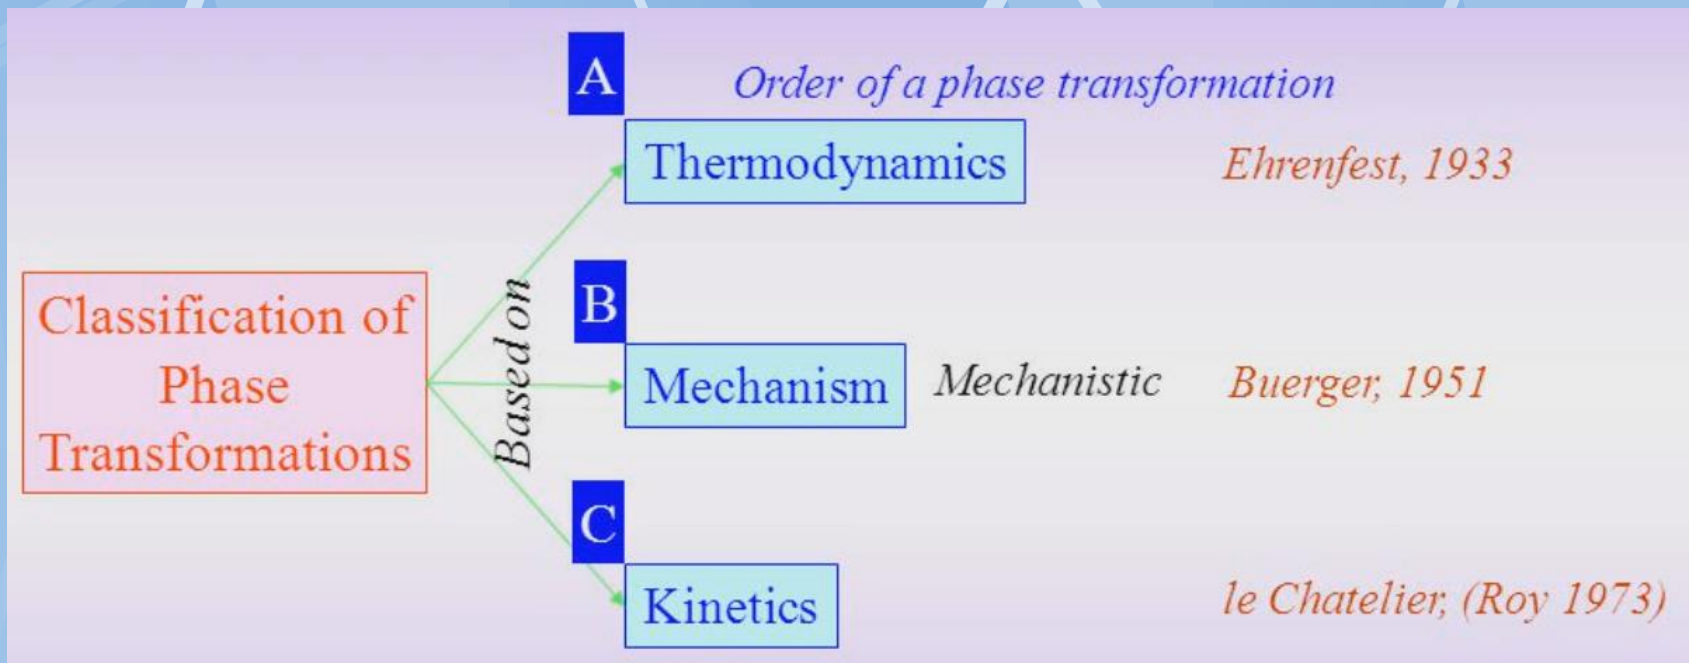 A
Order of a phase transformation
Thermodynamics
Ehrenfest, 1933
Classification of
Phase
Transformations
Based on
B
Mechanism
Mechanistic
Buerger, 1951
C
Kinetics
le Chatelier, (Roy 1973)